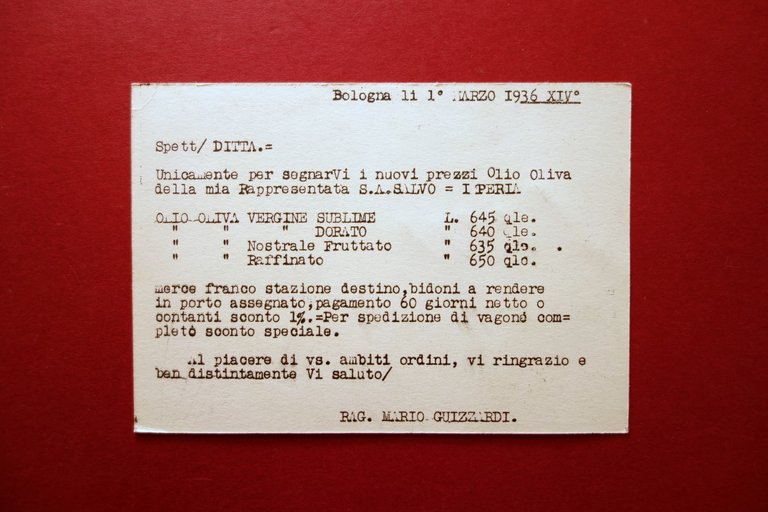 Bologna li 1° MARZO 1936 XIV°
Spett/ DITTA.=
Unicamente per segnarVi i nuovi prezzi Olio Oliva
della mia Rappresentata S.A.SALVO = IMPERIA
OLIO OLIVA VERGINE SUBLIME L. 645 qle.
" " " DORATO " 640 qle.
" " Nostrale Fruttato " 635 qle. .
" " Raffinato " 650 qle.
merce franco stazione destino,bidoni a rendere
in porto assegnato,pagamento 60 giorni netto o
contanti sconto 1%.=Per spedizione di vagone com=
pleto sconto speciale.
Al piacere di vs. ambiti ordini, vi ringrazio e
ben distintamente Vi saluto/
RAG. MARIO GUIZZARDI.